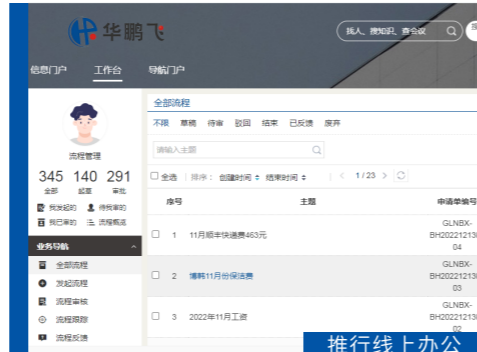 华鹏飞
找人、搜知识、查会议
信息门户 工作台 导航门户
流程管理
345 140 291
全部 起草 审批
我发起的 待我审的
我已审的 流程概览
业务导航
全部流程
发起流程
流程审核
流程跟踪
流程反馈
全部流程
不限 草稿 待审 驳回 结束 已反馈 废弃
请输入主题
全选 排序： 创建时间 结束时间 1/23
序号 主题 申请单编号
1 11月顺丰快递费463元 GLNBX-
BH2022121300
04
2 博韩11月份保洁费 GLNBX-
03
3 2022年11月工资 GLNBX-
02
推行线上办公